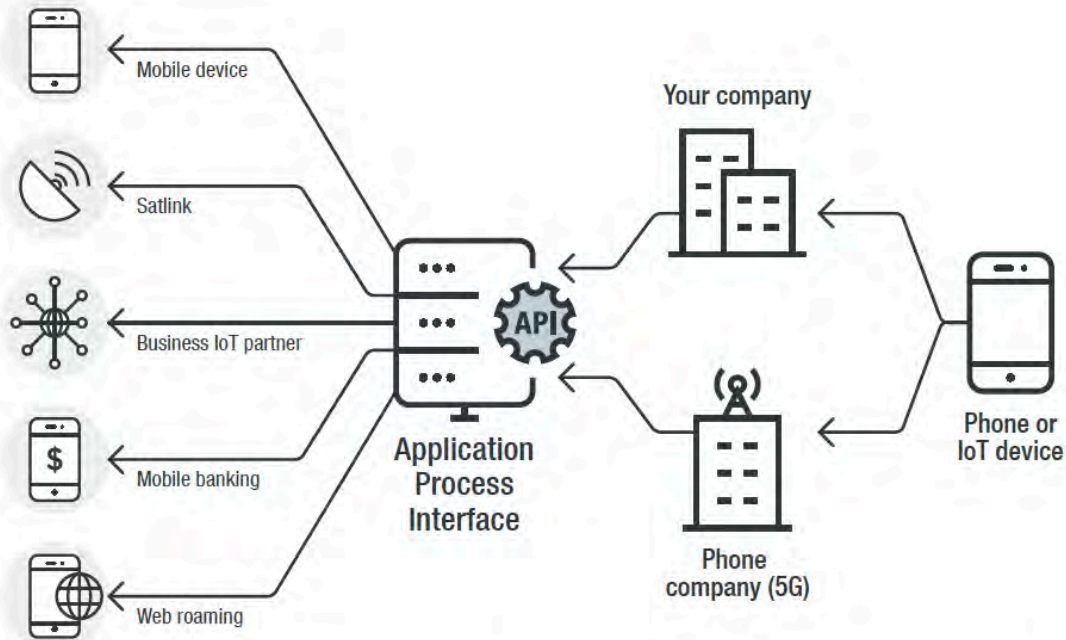 Mobile device
Satlink
Business IoT partner
Mobile banking
$
Web roaming
API
Application
Process
Interface
Your company
Phone
company (5G)
Phone or
IoT device